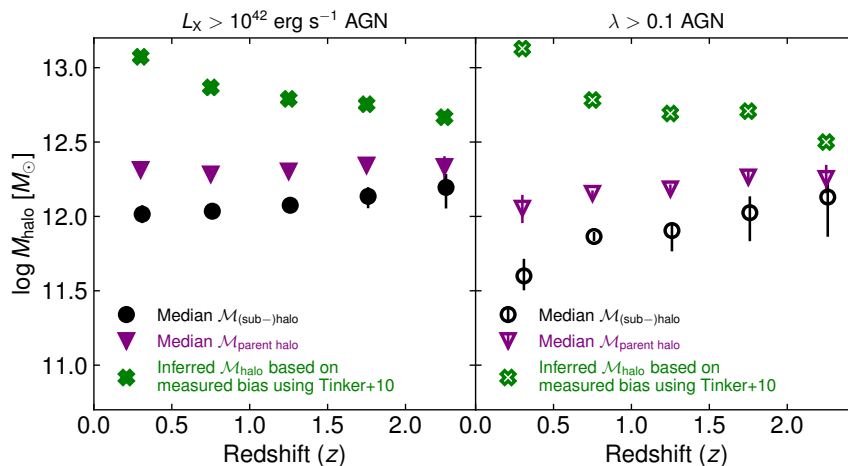 L_X > 10^42 erg s^−1 AGN
λ > 0.1 AGN
log M_halo [M_⊙]
13.0
12.5
12.0
11.5
11.0
Median M_(sub−)halo
Median M_parent halo
Inferred M_halo based on
measured bias using Tinker+10
Median M_(sub−)halo
Median M_parent halo
Inferred M_halo based on
measured bias using Tinker+10
0.0 0.5 1.0 1.5 2.0
0.0 0.5 1.0 1.5 2.0
Redshift (z)
Redshift (z)